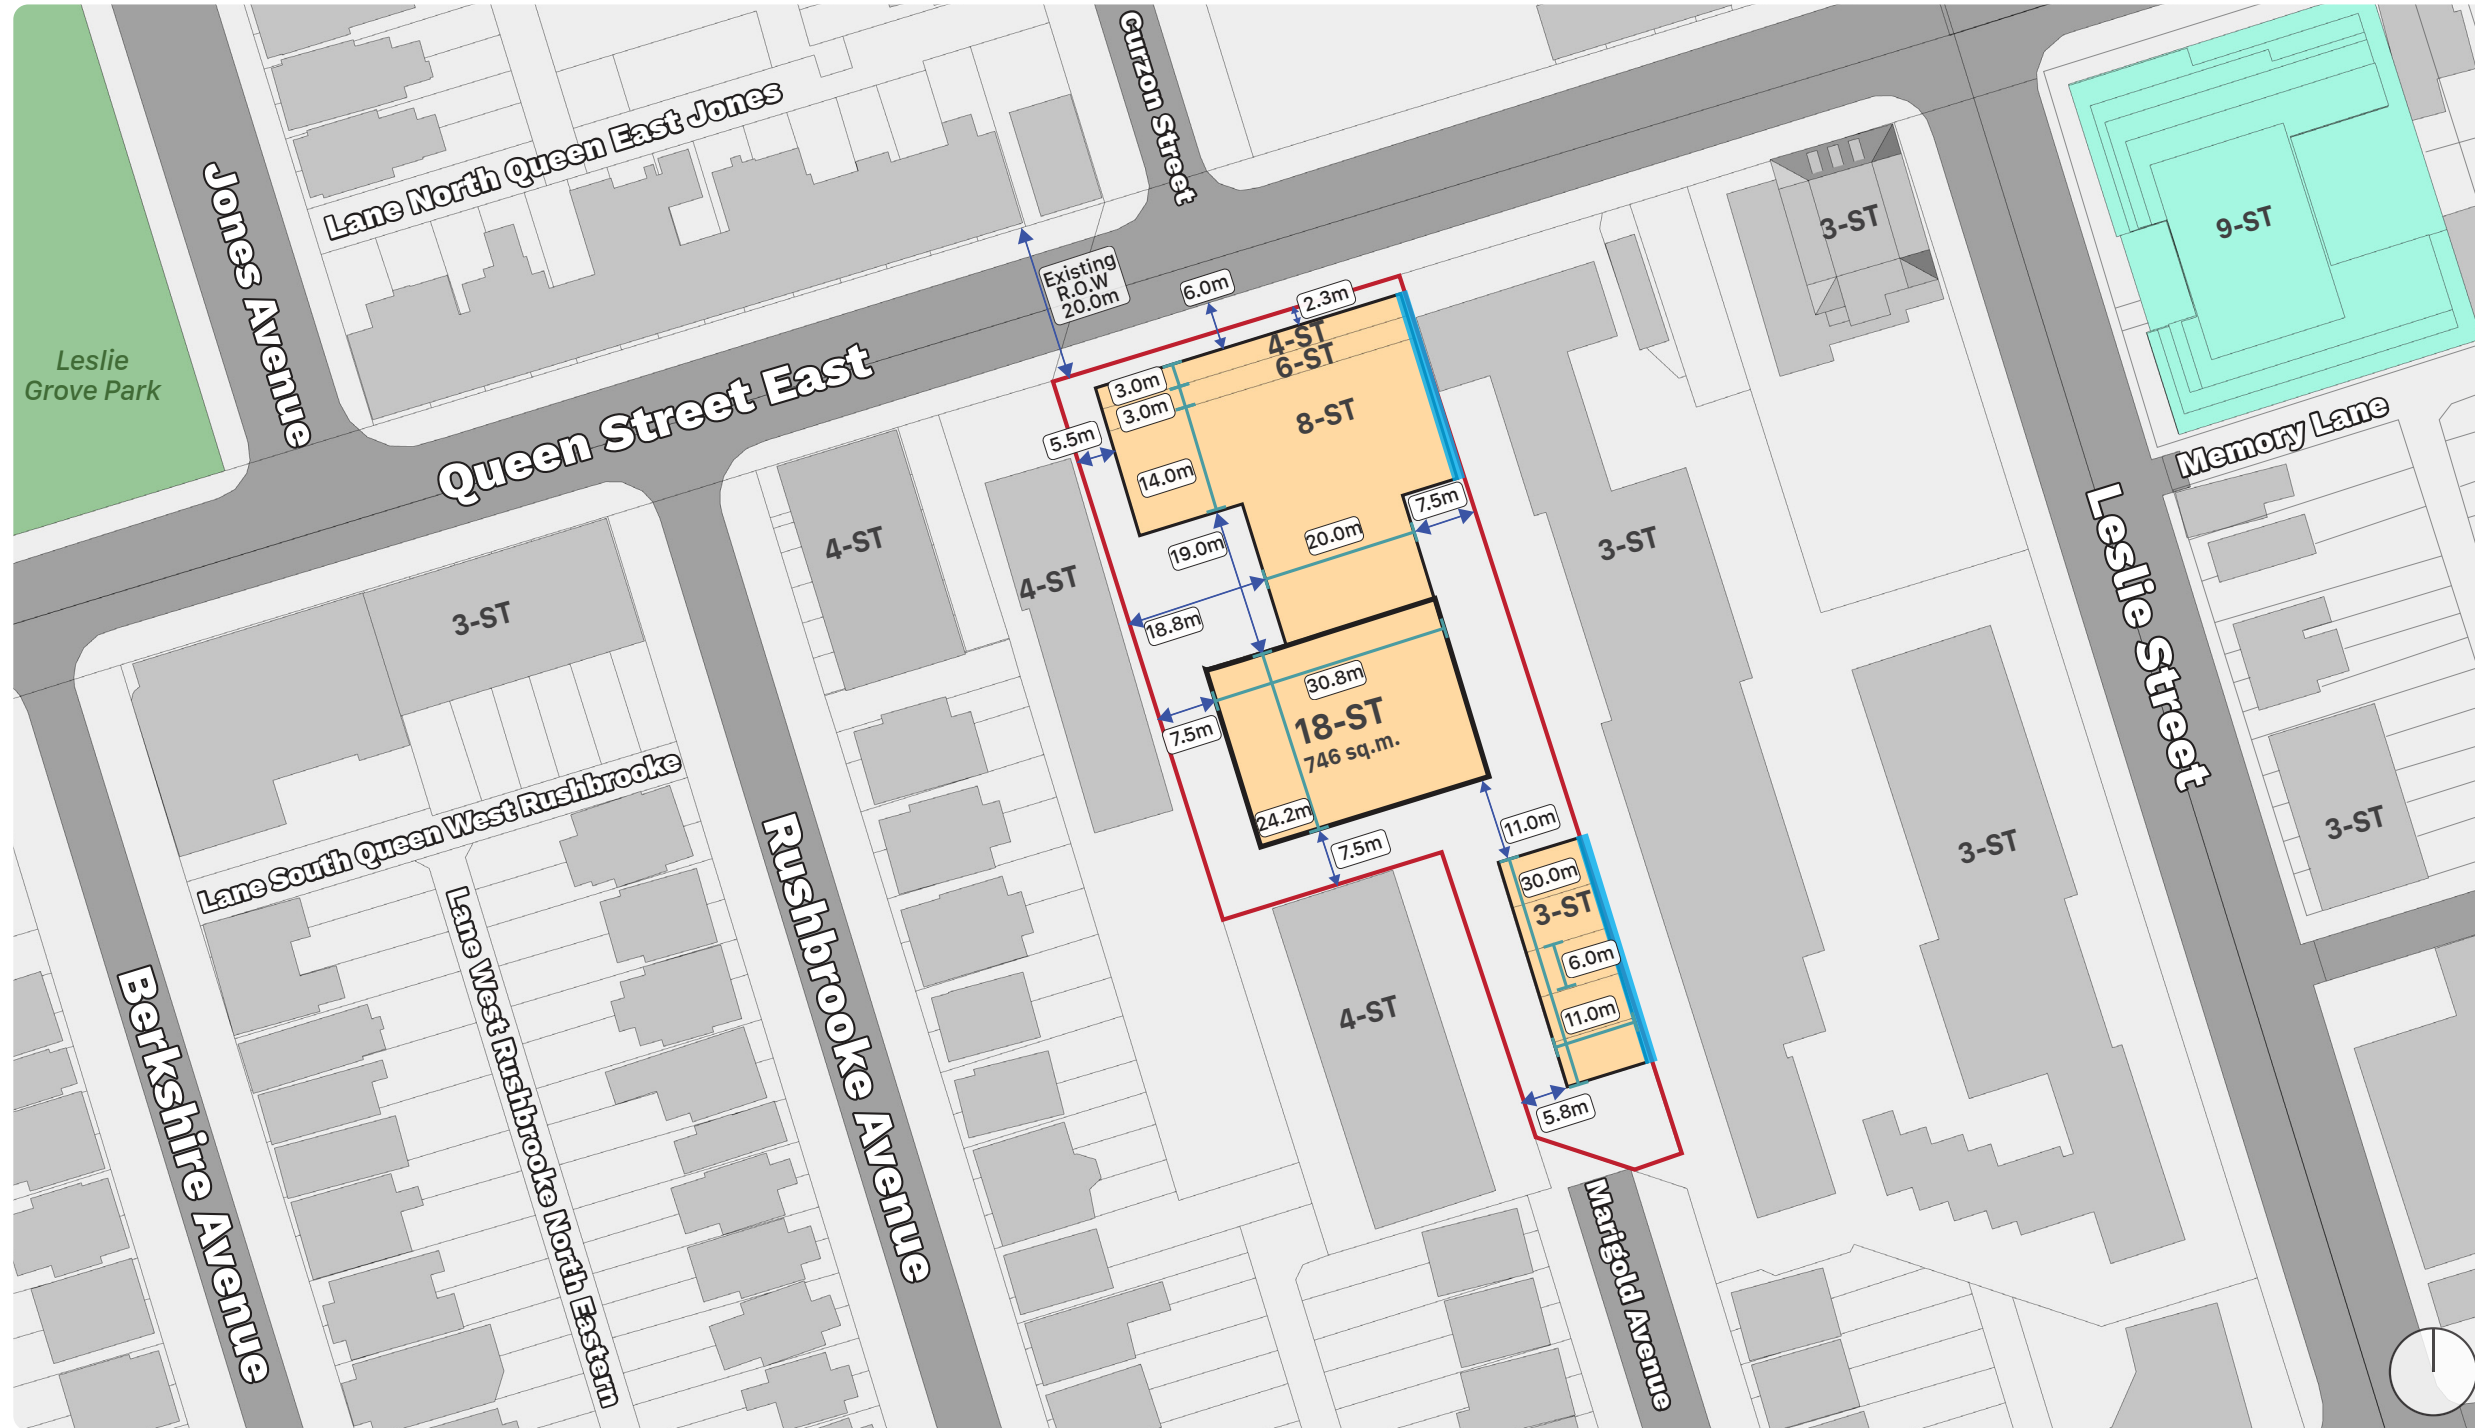 Curzon Street
Lane North Queen East Jones
Jones Avenue
Leslie
Grove Park
Existing
R.O.W
20.0m
6.0m
2.3m
4-ST
6-ST
8-ST
3.0m
3.0m
5.5m
14.0m
7.5m
19.0m
20.0m
18.8m
30.8m
7.5m
18-ST
746 sq.m.
24.2m
7.5m
11.0m
30.0m
3-ST
6.0m
11.0m
5.8m
Queen Street East
3-ST
9-ST
Memory Lane
Leslie Street
4-ST
4-ST
3-ST
3-ST
3-ST
3-ST
4-ST
Lane South Queen West Rushbrooke
Lane West Rushbrooke North Eastern
Rushbrooke Avenue
Berkshire Avenue
Marigold Avenue